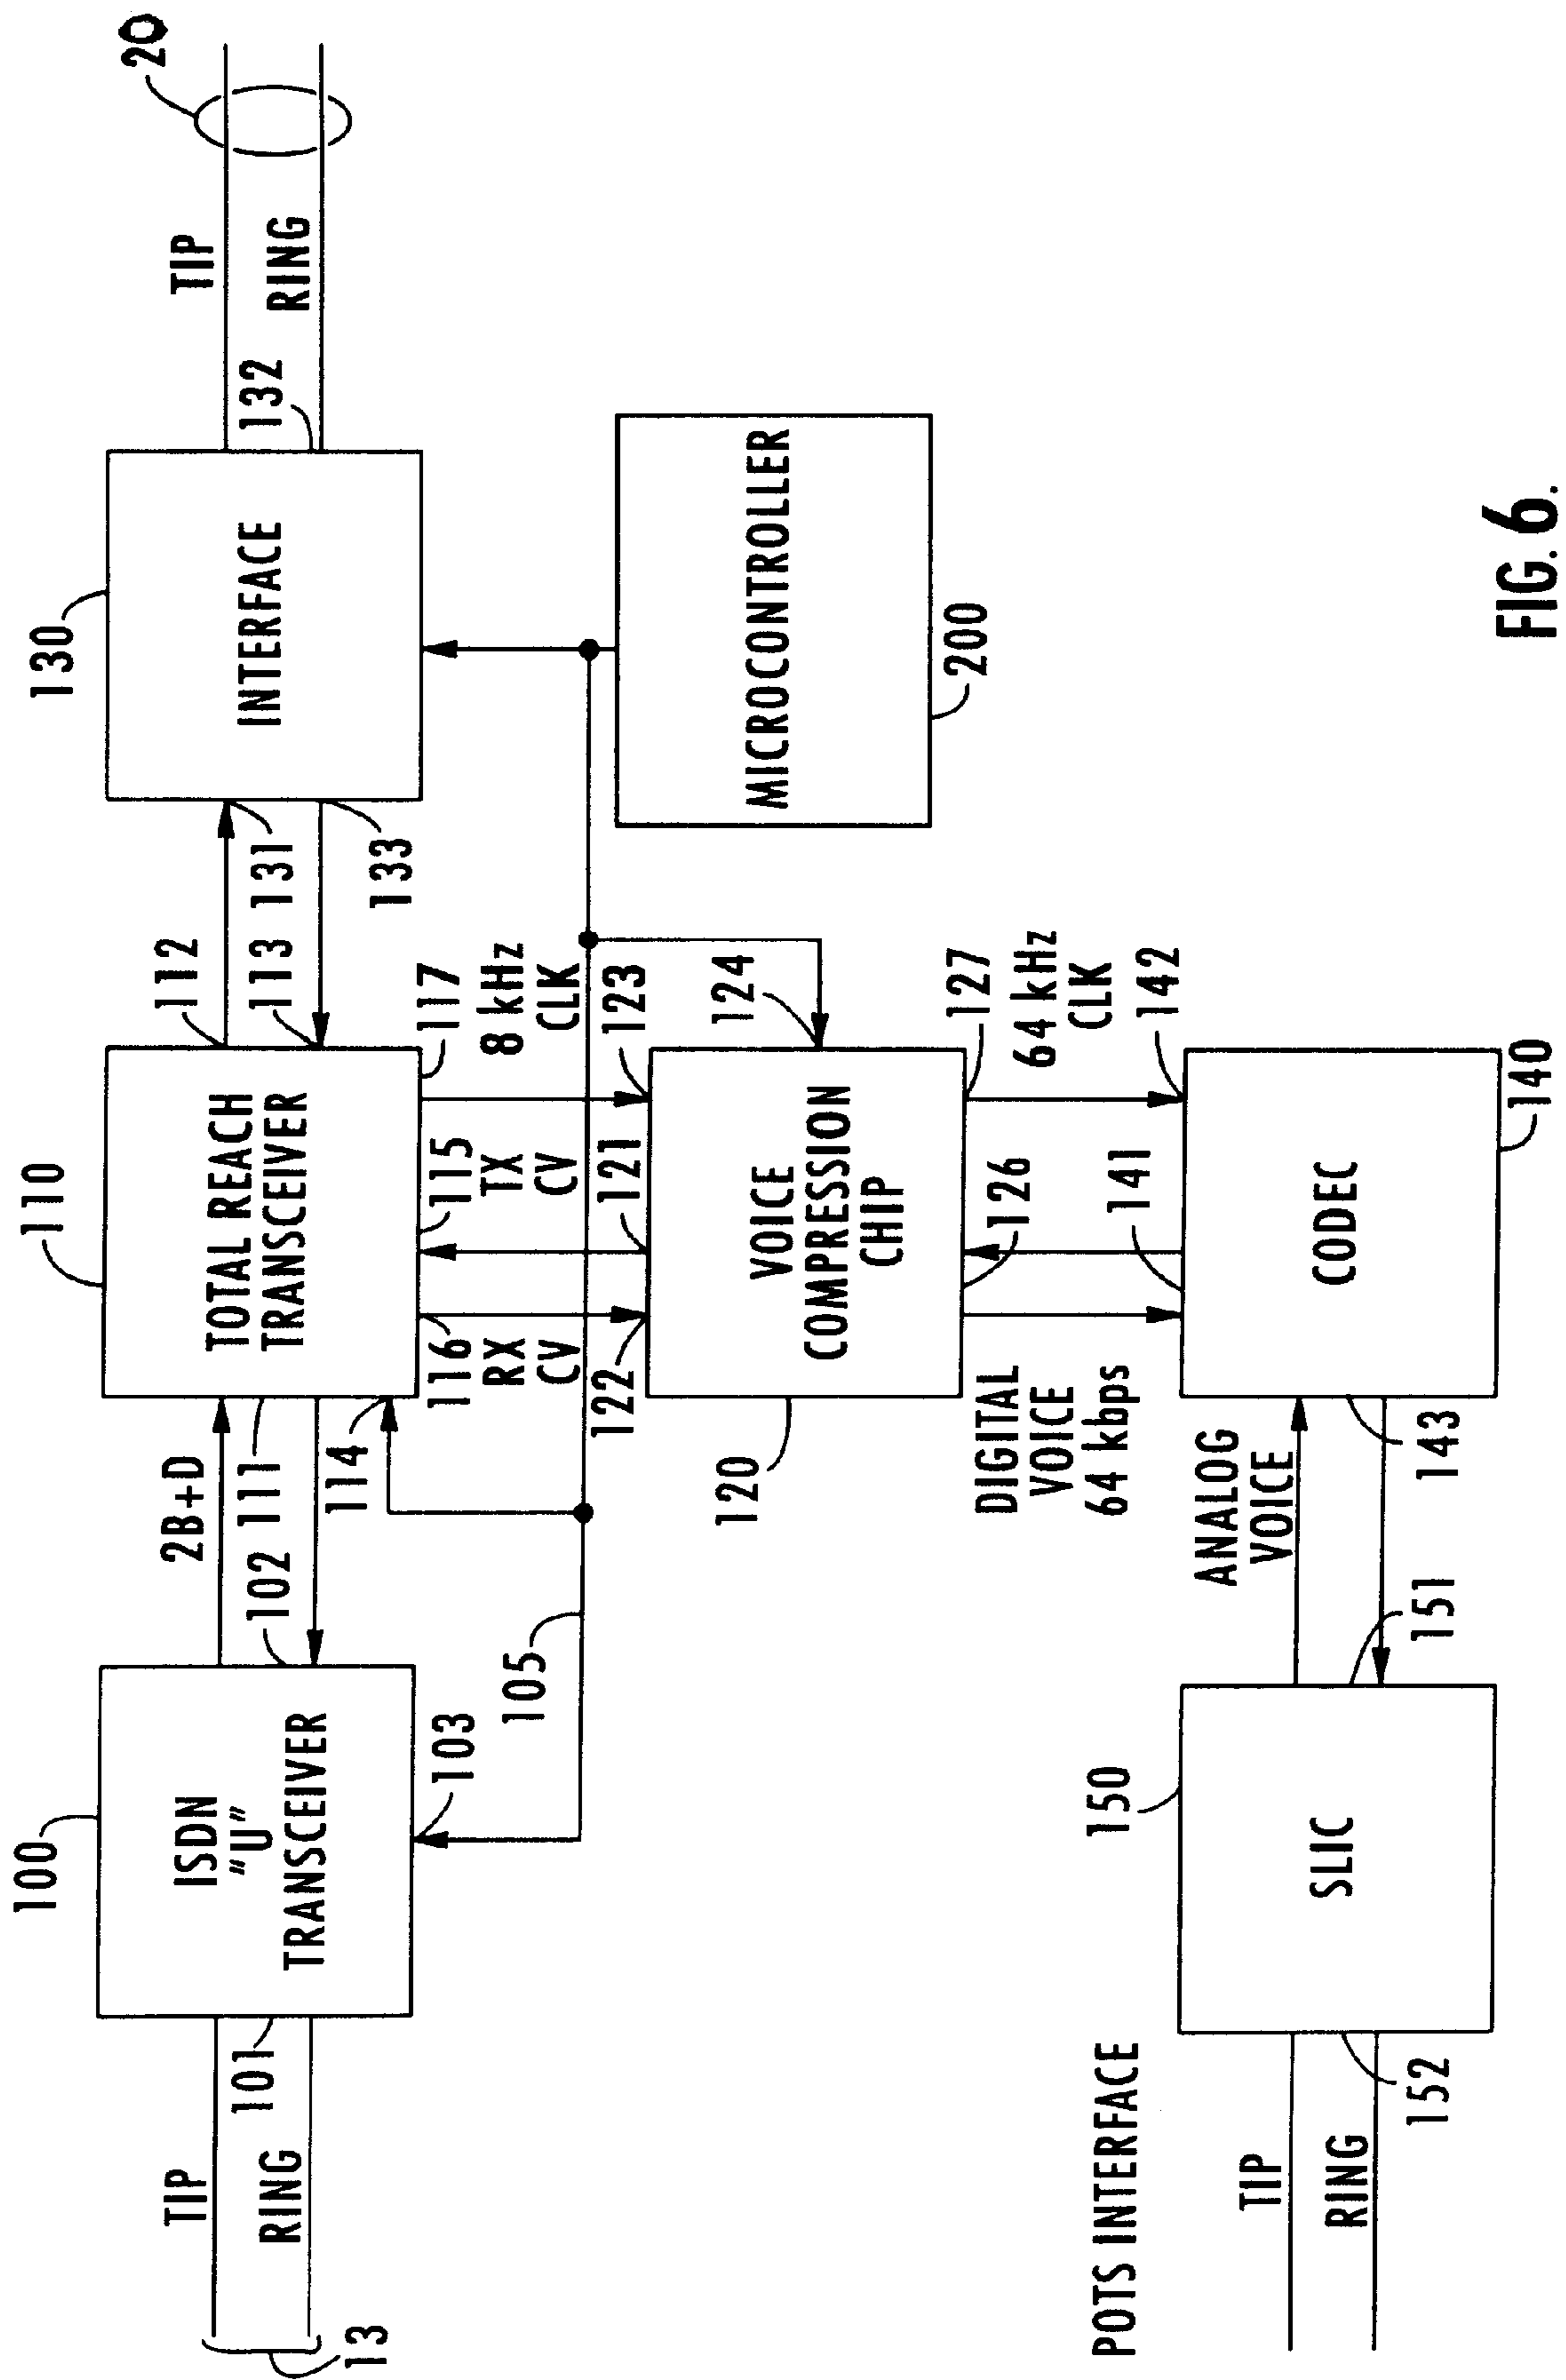 13
TIP
RING
101
100
ISDN
"U"
TRANSCEIVER
102
103
105
2B+D
111
114
110
TOTAL REACH
TRANSCEIVER
112
113
116
RX
CV
115
TX
CV
117
8 kHz
CLK
131
133
130
INTERFACE
132
TIP
RING
20
122
121
123
124
120
VOICE
COMPRESSION
CHIP
MICROCONTROLLER
200
DIGITAL
VOICE
64 kbps
126
127
64 kHz
CLK
141
142
POTS INTERFACE
TIP
RING
152
150
SLIC
151
ANALOG
VOICE
143
CODEC
140
FIG. 6.